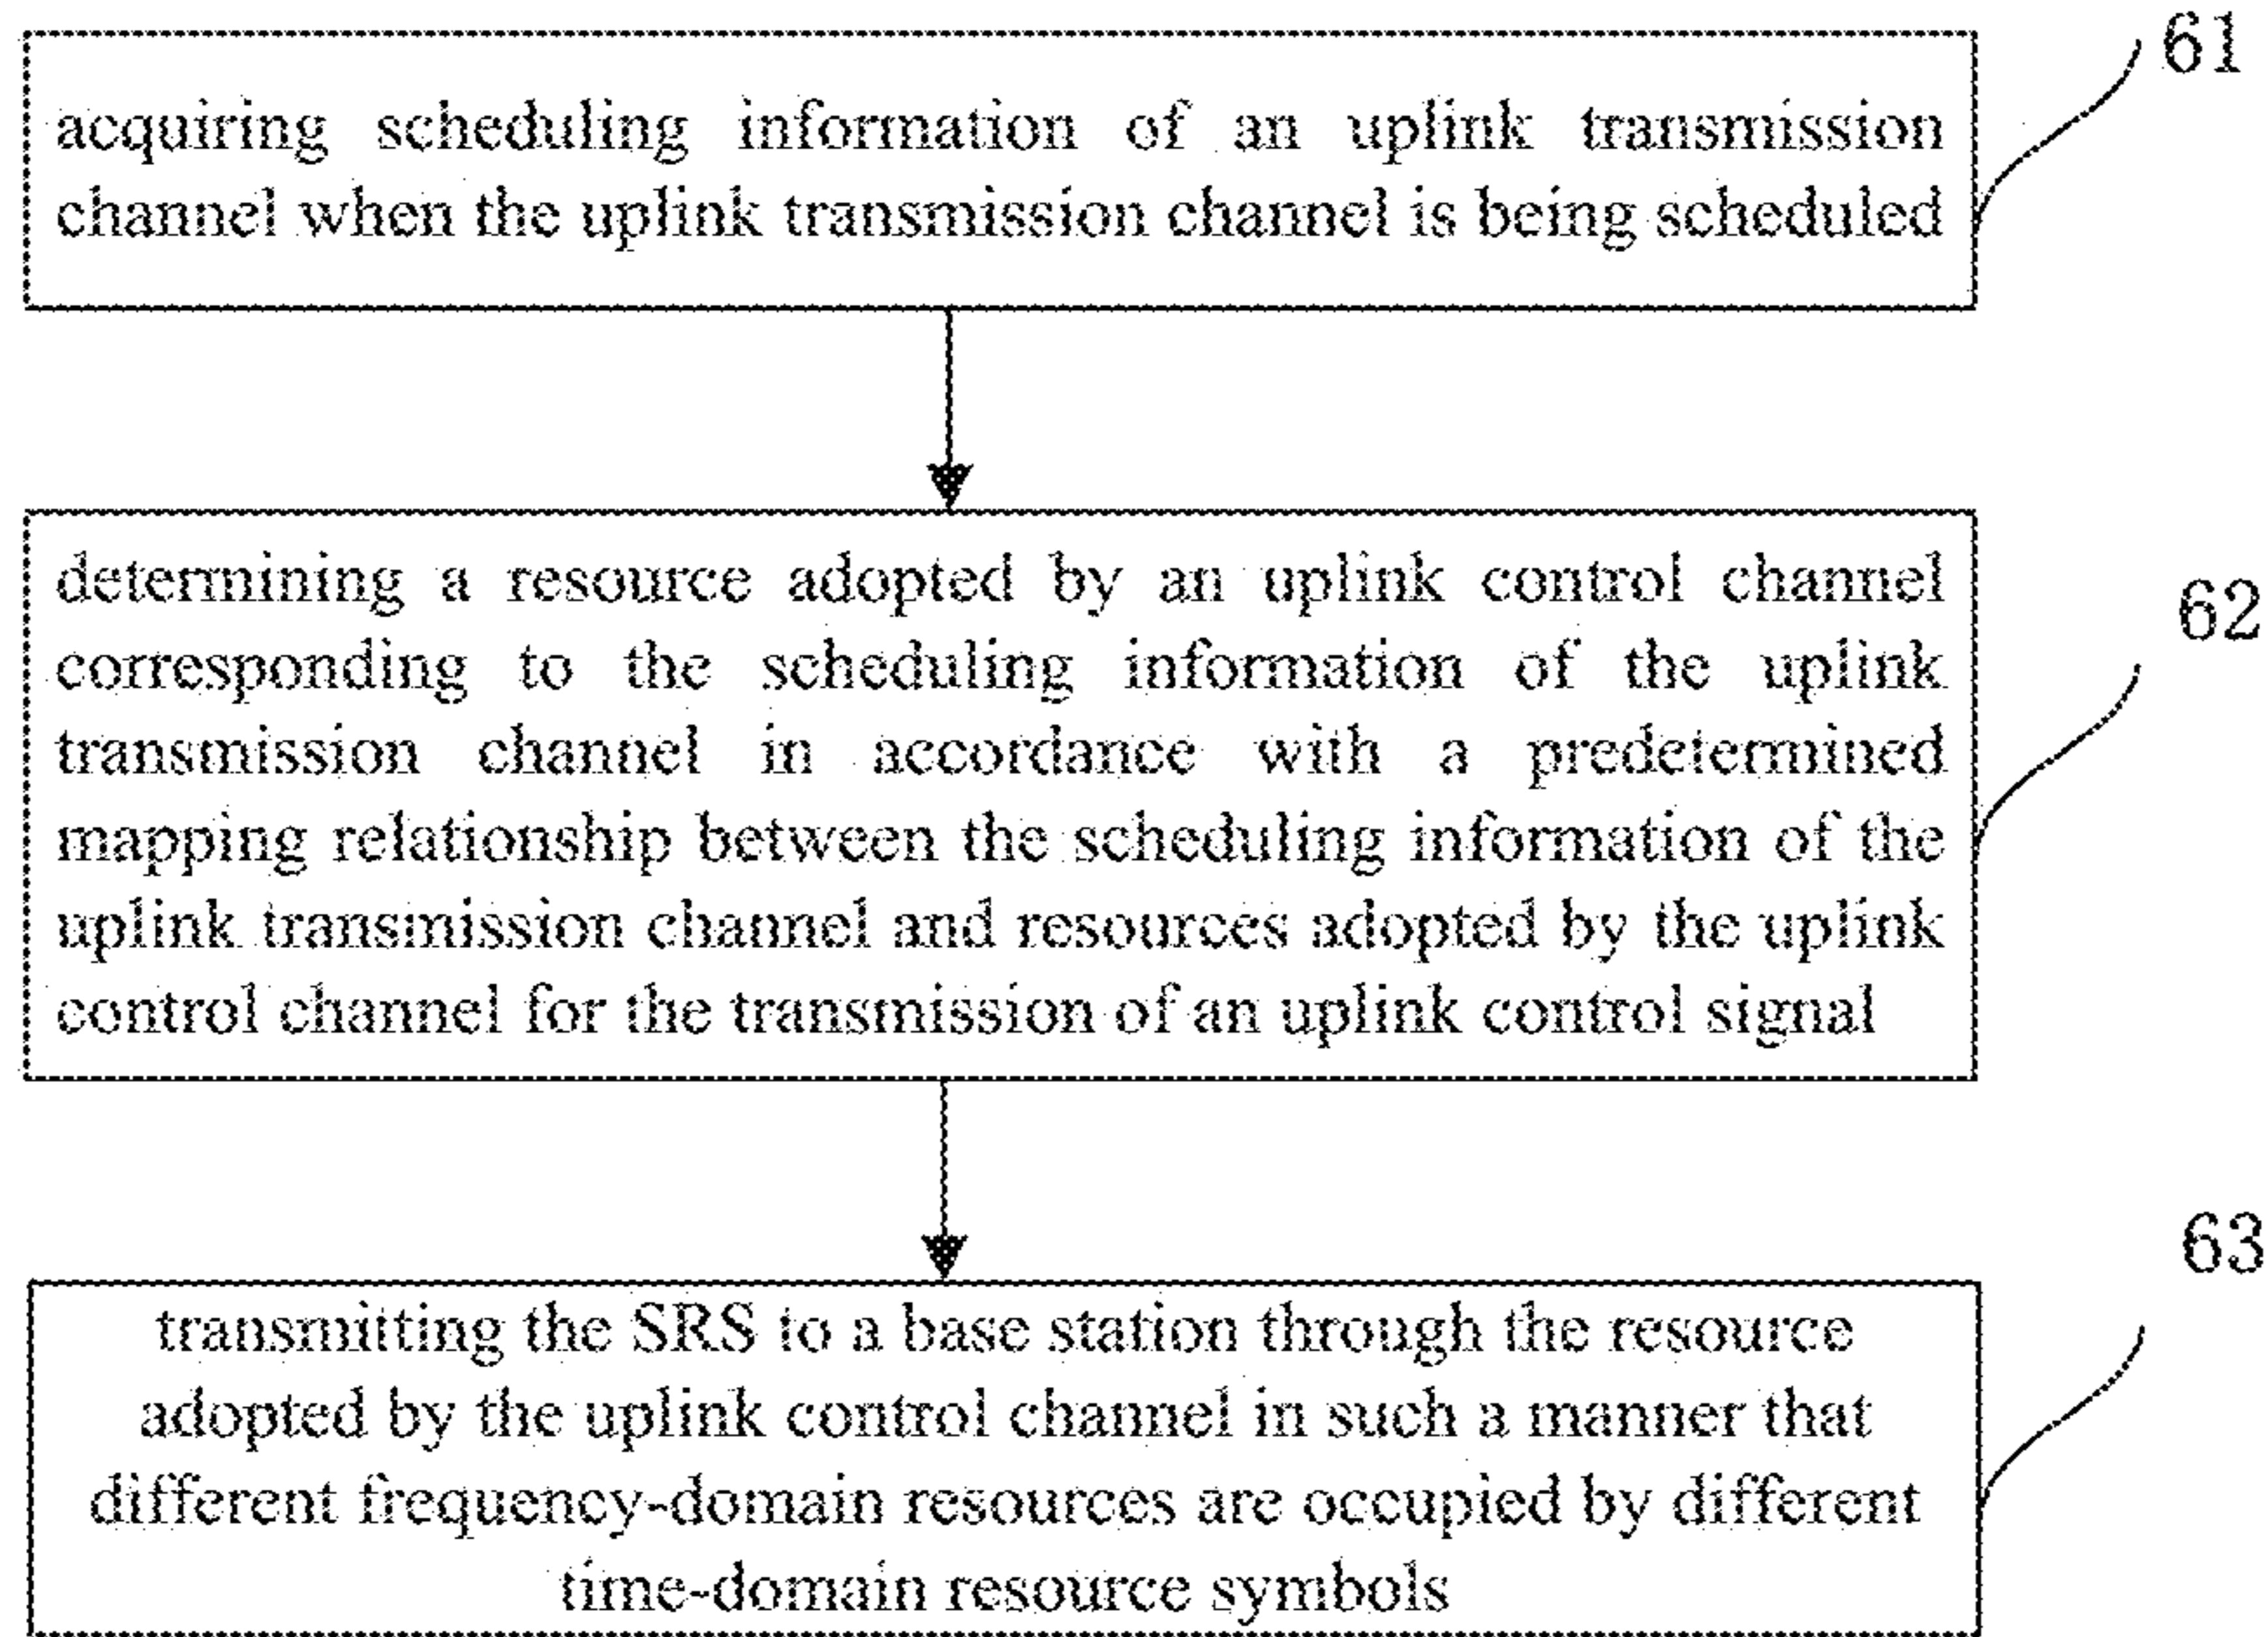 61
acquiring scheduling information of an uplink transmission
channel when the uplink transmission channel is being scheduled
determining a resource adopted by an uplink control channel
62
corresponding to the scheduling information of the uplink
transmission channel in accordance with a predetermined
mapping relationship between the scheduling information of the
uplink transmission channel and resources adopted by the uplink
control channel for the transmission of an uplink control signal
63
transmitting the SRS to a base station through the resource
adopted by the uplink control channel in such a manner that
different frequency-domain resources are occupied by different
time-domain resource symbols